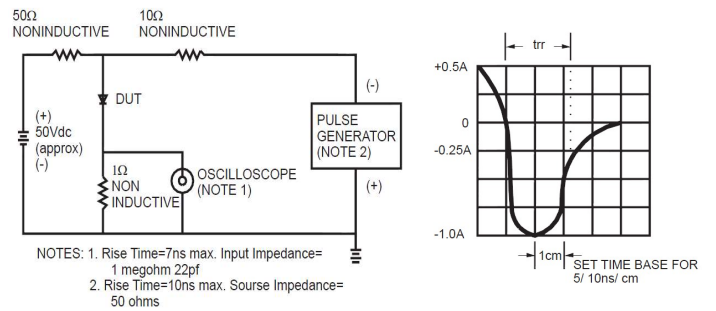 50Ω
NONINDUCTIVE
10Ω
NONINDUCTIVE
DUT
(+)
50Vdc
(approx)
(-)
1Ω
NON
INDUCTIVE
OSCILLOSCOPE
(NOTE 1)
(-)
PULSE
GENERATOR
(NOTE 2)
(+)
NOTES: 1. Rise Time=7ns max. Input Impedance=
1 megohm 22pf
2. Rise Time=10ns max. Sourse Impedance=
50 ohms
trr
+0.5A
0
-0.25A
-1.0A
1cm
SET TIME BASE FOR
5/ 10ns/ cm